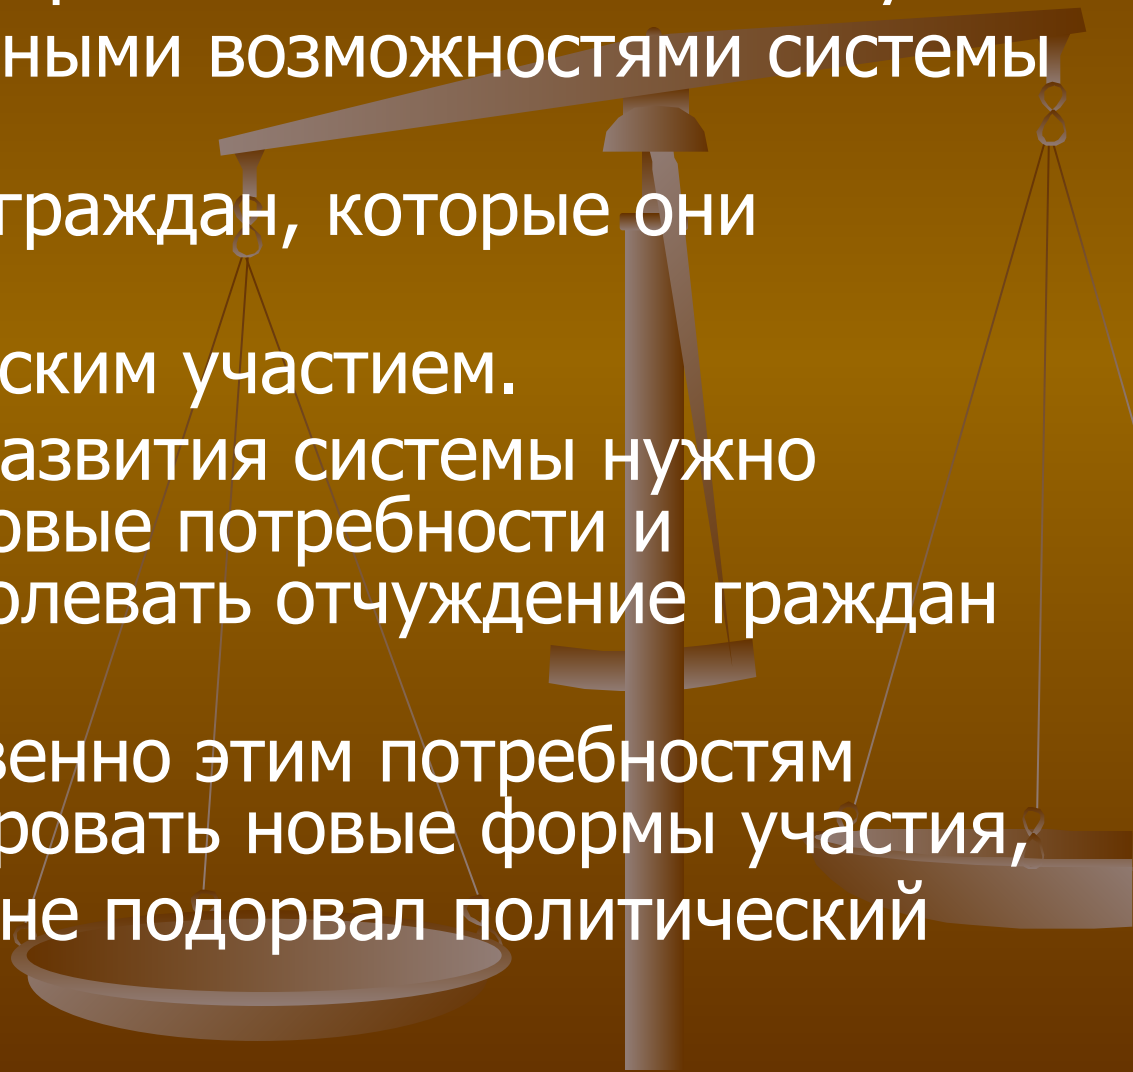 ными возможностями системы
граждан, которые они
ским участием.
азвития системы нужно
овые потребности и
олевать отчуждение граждан
венно этим потребностям
ровать новые формы участия,
не подорвал политический